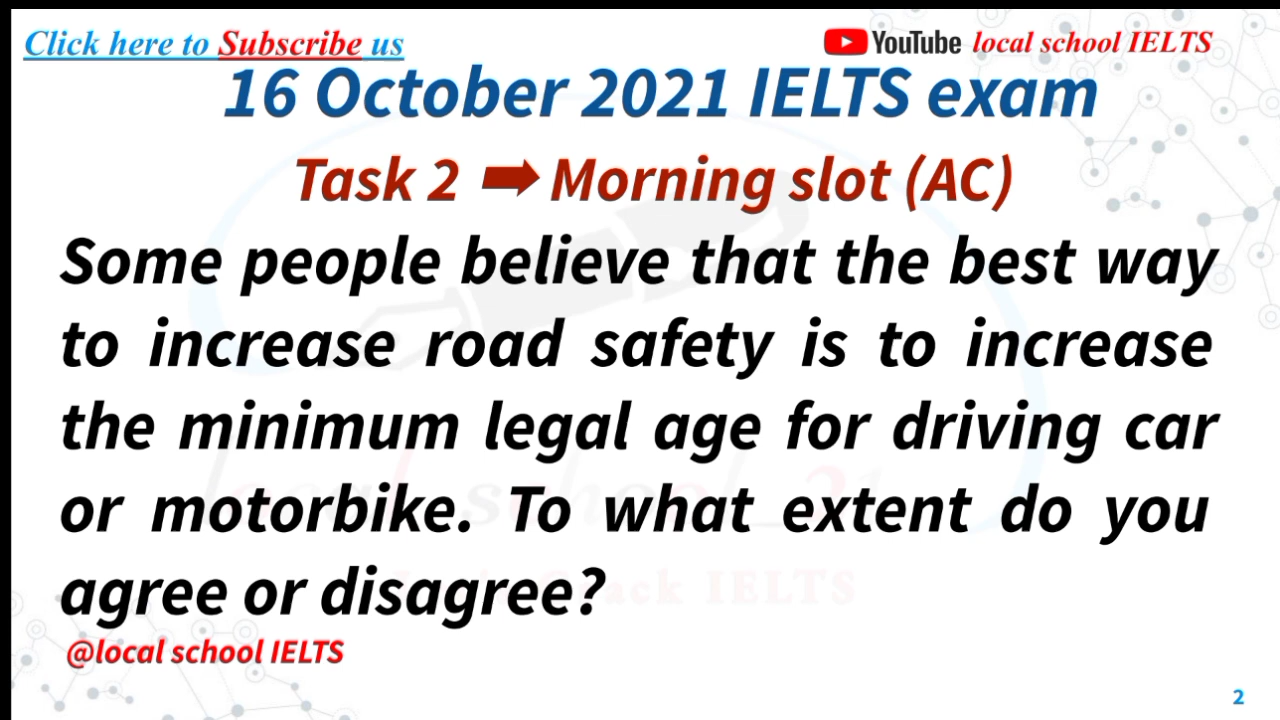 Click here to Subscribe us
YouTube local school IELTS
16 October 2021 IELTS exam
Task 2 ➡ Morning slot (AC)
Some people believe that the best way
to increase road safety is to increase
the minimum legal age for driving car
or motorbike. To what extent do you
agree or disagree?
@local school IELTS
2